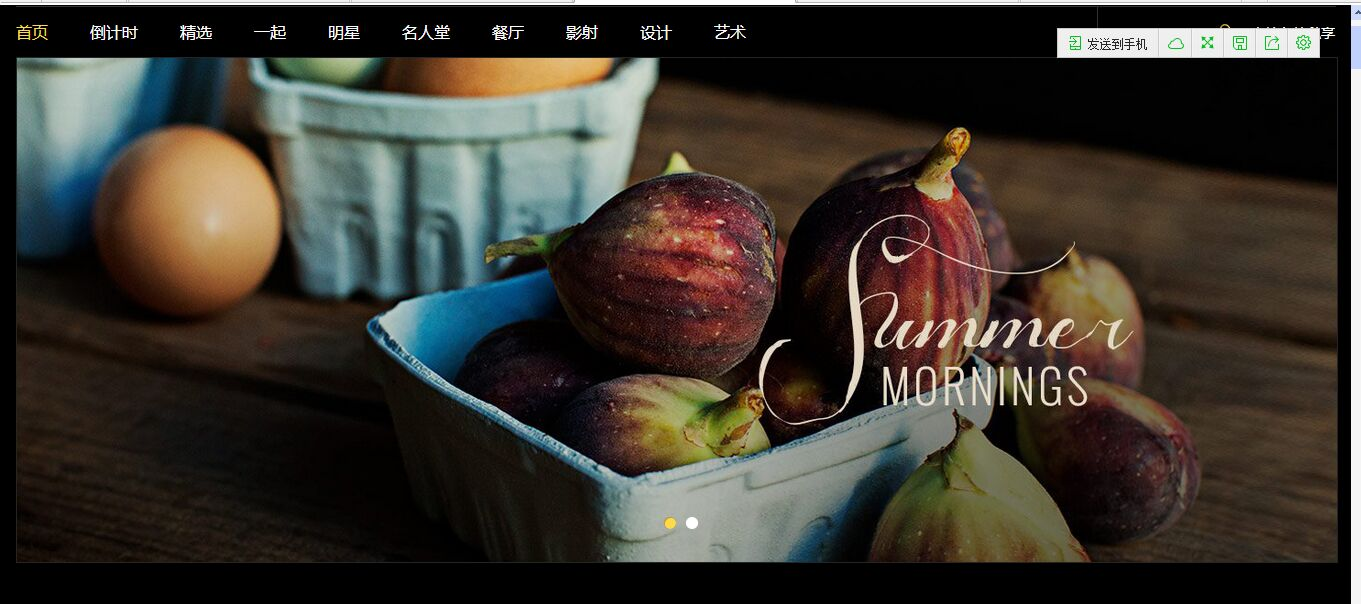 首页 倒计时 精选 一起 明星 名人堂 餐厅 影射 设计 艺术
发送到手机
Summer
MORNINGS